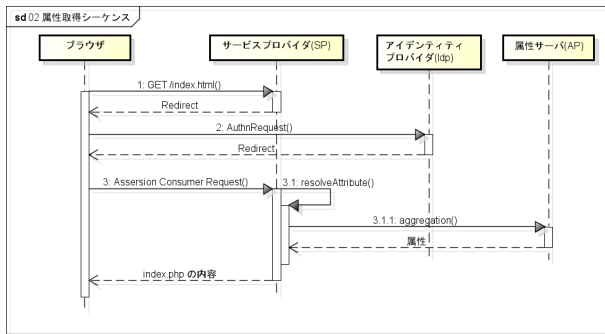 sd 02 属性取得シーケンス
ブラウザ
サービスプロバイダ(SP)
アイデンティティ
プロバイダ(Idp)
属性サーバ(AP)
1: GET /index.html()
Redirect
2: AuthnRequest()
Redirect
3: Assersion Consumer Request()
3.1: resolveAttribute()
3.1.1: aggregation()
属性
index.php の内容